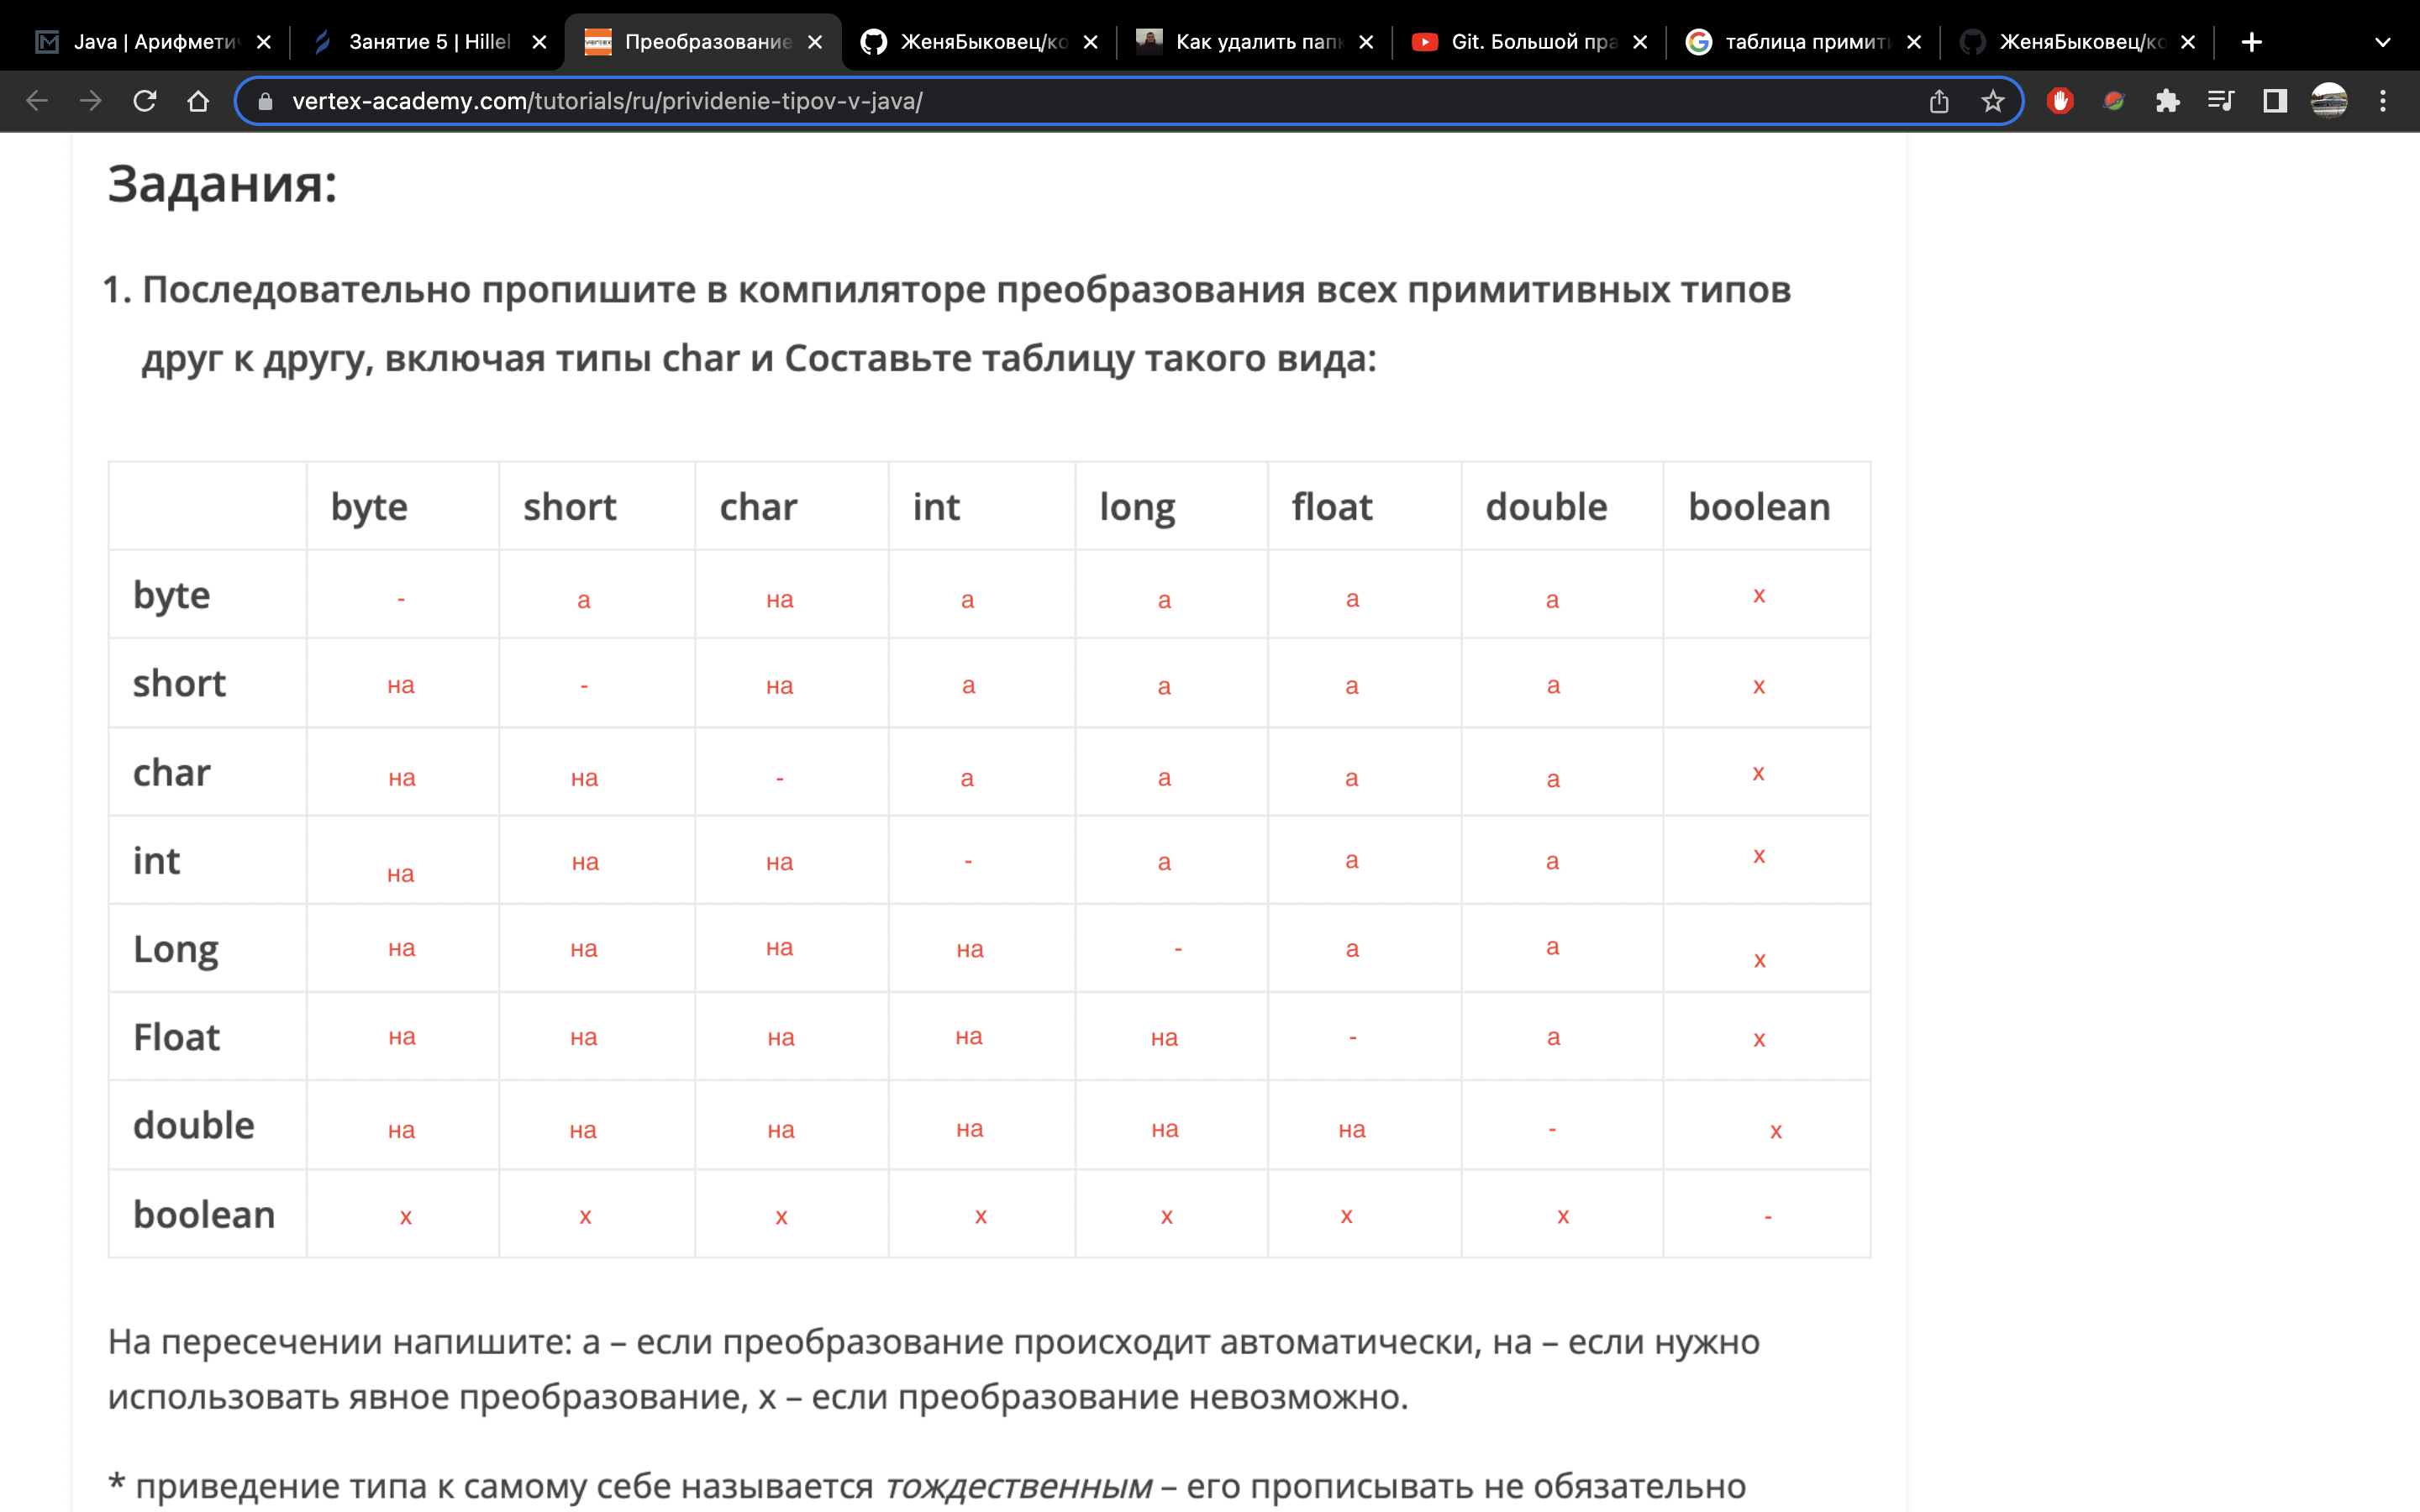 Java | Арифмети
Занятие 5 | Hillel
Преобразование
ЖеняБыковец/ко
Как удалить папк
Git. Большой пра
таблица примити
ЖеняБыковец/ко
vertex-academy.com/tutorials/ru/prividenie-tipov-v-java/
Задания:
1. Последовательно пропишите в компиляторе преобразования всех примитивных типов
друг к другу, включая типы char и Составьте таблицу такого вида:
byte short char int long float double boolean
byte - а на а а а а х
short на - на а а а а х
char на на - а а а а х
int на на на - а а а х
Long на на на на - а а х
Float на на на на на - а х
double на на на на на на - х
boolean х х х х х х х -
На пересечении напишите: а – если преобразование происходит автоматически, на – если нужно
использовать явное преобразование, х – если преобразование невозможно.
* приведение типа к самому себе называется тождественным – его прописывать не обязательно